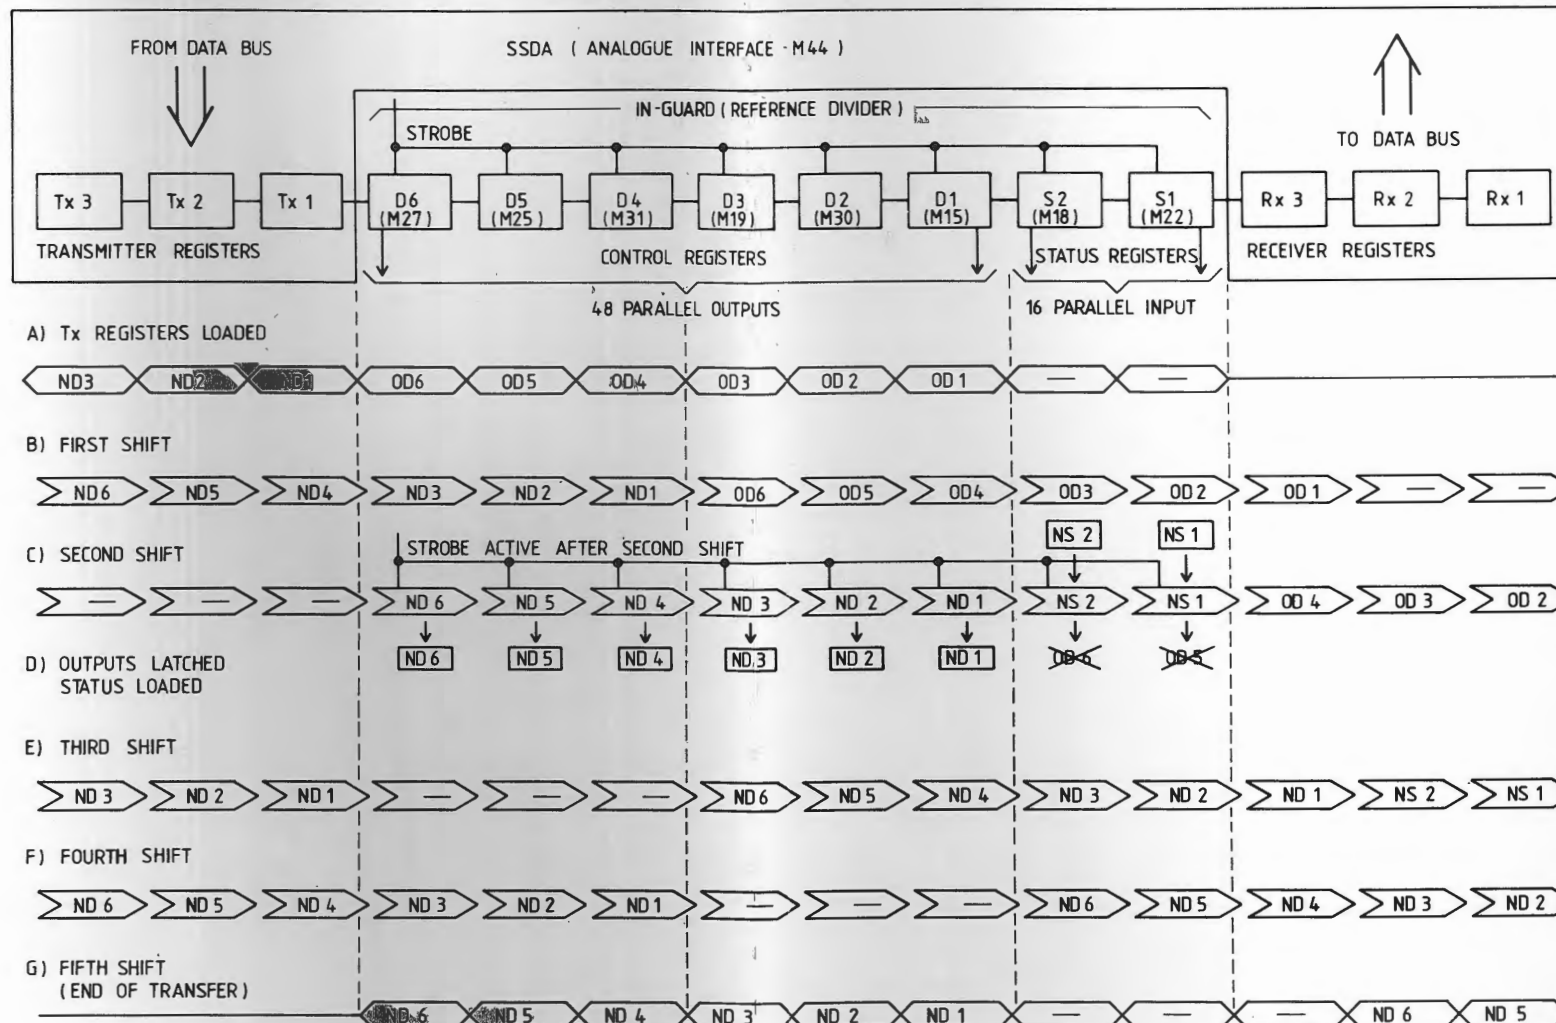 FROM DATA BUS
SSDA ( ANALOGUE INTERFACE - M44 )
IN-GUARD ( REFERENCE DIVIDER )
STROBE
TO DATA BUS
Tx 3 Tx 2 Tx 1 D6 (M27) D5 (M25) D4 (M31) D3 (M19) D2 (M30) D1 (M15) S2 (M18) S1 (M22) Rx 3 Rx 2 Rx 1
TRANSMITTER REGISTERS CONTROL REGISTERS STATUS REGISTERS RECEIVER REGISTERS
48 PARALLEL OUTPUTS 16 PARALLEL INPUT
A) Tx REGISTERS LOADED
ND3 ND2 ND1 OD6 OD5 OD4 OD3 OD2 OD1 — —
B) FIRST SHIFT
ND6 ND5 ND4 ND3 ND2 ND1 OD6 OD5 OD4 OD3 OD2 OD1 — —
NS 2 NS 1
C) SECOND SHIFT
STROBE ACTIVE AFTER SECOND SHIFT
— — — ND 6 ND 5 ND 4 ND 3 ND 2 ND 1 NS 2 NS 1 OD 4 OD 3 OD 2
ND 6 ND 5 ND 4 ND 3 ND 2 ND 1 OD 6 OD 5
D) OUTPUTS LATCHED
STATUS LOADED
E) THIRD SHIFT
ND 3 ND 2 ND 1 — — — ND 6 ND 5 ND 4 ND 3 ND 2 ND 1 NS 2 NS 1
F) FOURTH SHIFT
ND 6 ND 5 ND 4 ND 3 ND 2 ND 1 — — — ND 6 ND 5 ND 4 ND 3 ND 2
G) FIFTH SHIFT
(END OF TRANSFER)
ND 6 ND 5 ND 4 ND 3 ND 2 ND 1 — — — ND 6 ND 5